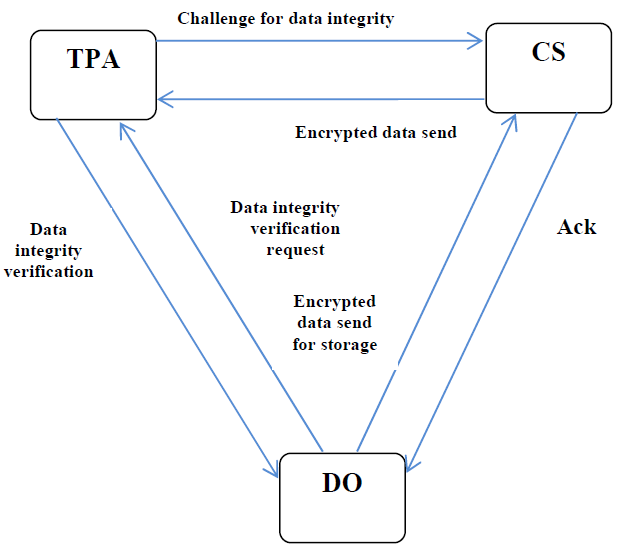 Challenge for data integrity
TPA
CS
Encrypted data send
Data integrity
verification
request
Data
integrity
verification
Ack
Encrypted
data send
for storage
DO